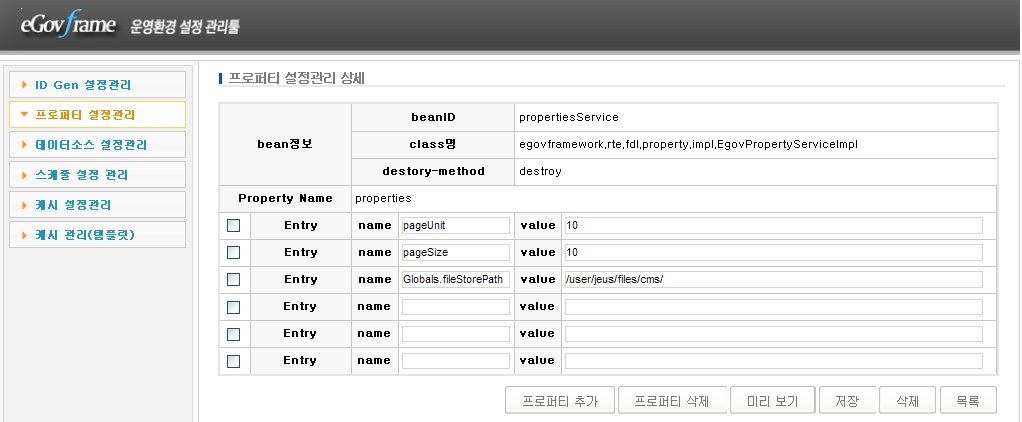 eGovframe 운영환경 설정 관리툴
ID Gen 설정관리
프로퍼티 설정관리
데이터소스 설정관리
스케줄 설정 관리
캐시 설정관리
캐시 관리(템플릿)
프로퍼티 설정관리 상세
bean정보
beanID propertiesService
class명 egovframework,rte,fdl,property,impl,EgovPropertyServiceImpl
destory-method destroy
Property Name properties
Entry name pageUnit value 10
Entry name pageSize value 10
Entry name Globals.fileStorePath value /user/jeus/files/cms/
Entry name value
Entry name value
Entry name value
프로퍼티 추가 프로퍼티 삭제 미리 보기 저장 삭제 목록